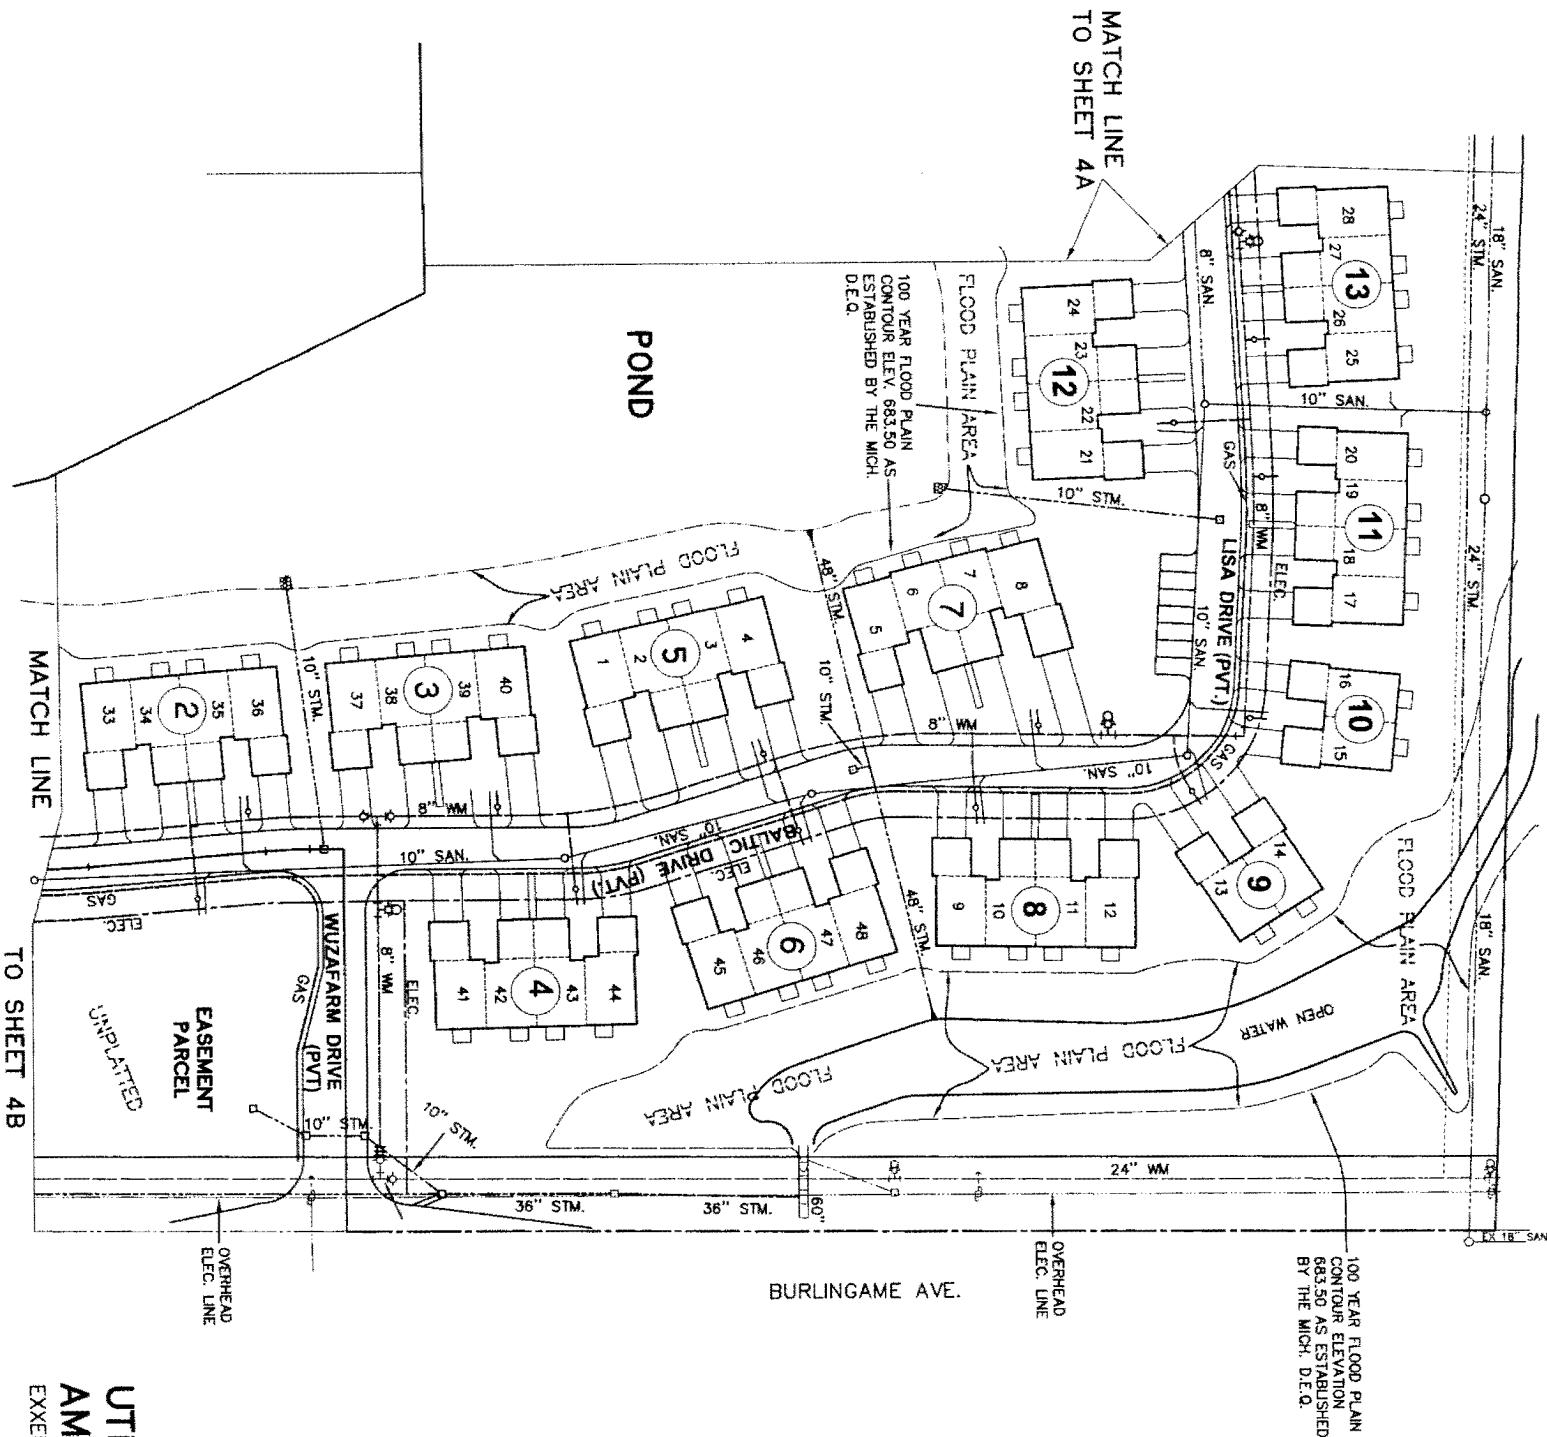 MATCH LINE
TO SHEET 4A
18" SAN.
24" STM.
28
27
13
26
25
8" SAN.
24
23
12
22
21
FLOOD PLAIN AREA
100 YEAR FLOOD PLAIN
CONTOUR ELEV. 683.50 AS
ESTABLISHED BY THE MICH.
D.E.Q.
POND
10" SAN.
20
19
11
18
17
GAS
8" WM
ELEC.
10" STM.
LISA DRIVE (PVT.)
10" SAN.
24" STM.
16
10
15
GAS
8
7
7
6
5
48" STM.
10" STM.
8" WM
10" SAN.
FLOOD PLAIN AREA
4
3
5
2
1
40
39
3
38
37
10" STM.
36
35
2
34
33
MATCH LINE
8" WM
10" SAN.
10" SAN.
BALTIC DRIVE (PVT.)
ELEC.
GAS
ELEC.
14
9
13
12
11
8
10
9
48" STM.
48
47
6
46
45
44
43
4
42
41
FLOOD PLAIN AREA
18" SAN.
OPEN WATER
FLOOD PLAIN AREA
FLOOD PLAIN AREA
WUZAFARM DRIVE
(PVT)
8" WM
ELEC.
GAS
EASEMENT
PARCEL
UNPLATTED
TO SHEET 4B
10" STM.
10" STM.
24" WM
36" STM.
36" STM.
60"
EX 18" SAN
OVERHEAD
ELEC. LINE
OVERHEAD
ELEC. LINE
BURLINGAME AVE.
100 YEAR FLOOD PLAIN
CONTOUR ELEVATION
683.50 AS ESTABLISHED
BY THE MICH. D.E.Q.